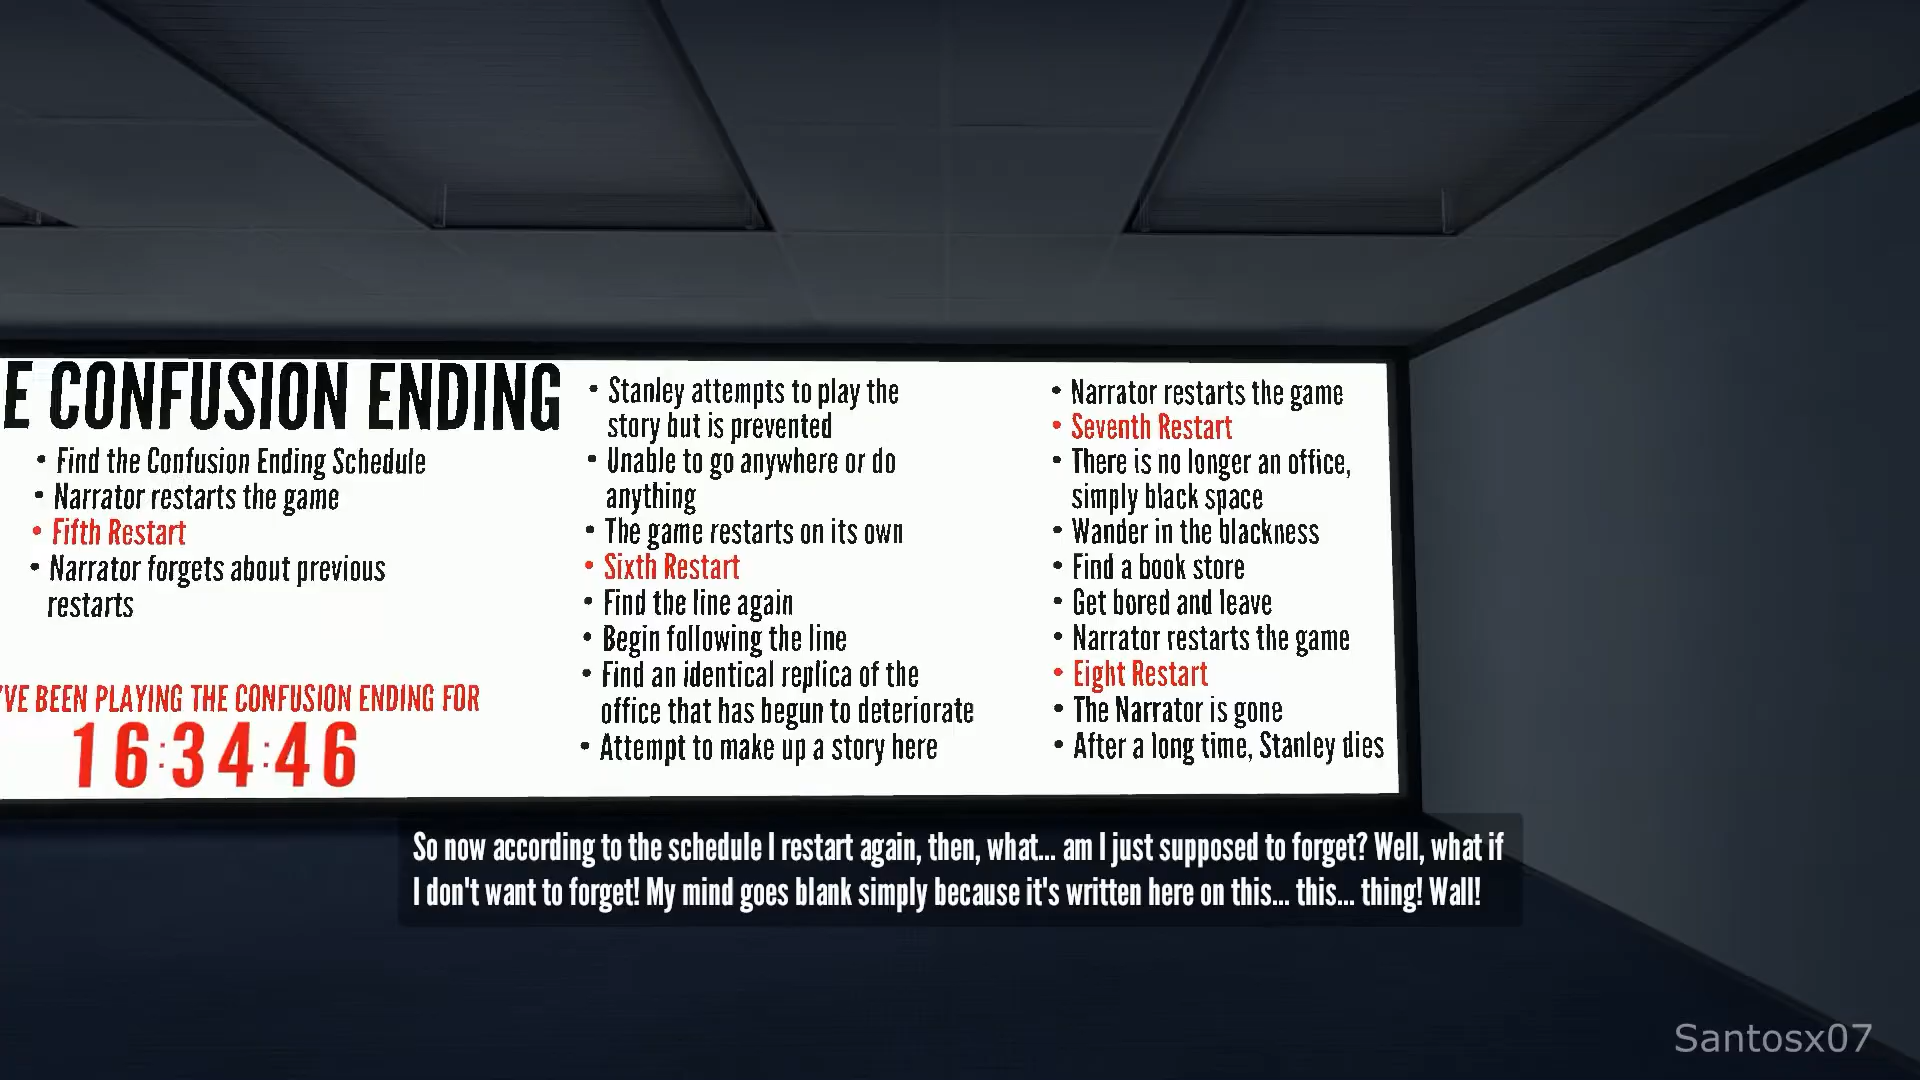 E CONFUSION ENDING
• Find the Confusion Ending Schedule
• Narrator restarts the game
• Fifth Restart
• Narrator forgets about previous
restarts
'VE BEEN PLAYING THE CONFUSION ENDING FOR
16:34:46
• Stanley attempts to play the
story but is prevented
• Unable to go anywhere or do
anything
• The game restarts on its own
• Sixth Restart
• Find the line again
• Begin following the line
• Find an identical replica of the
office that has begun to deteriorate
• Attempt to make up a story here
• Narrator restarts the game
• Seventh Restart
• There is no longer an office,
simply black space
• Wander in the blackness
• Find a book store
• Get bored and leave
• Narrator restarts the game
• Eight Restart
• The Narrator is gone
• After a long time, Stanley dies
So now according to the schedule I restart again, then, what... am I just supposed to forget? Well, what if
I don't want to forget! My mind goes blank simply because it's written here on this... this... thing! Wall!
Santosx07